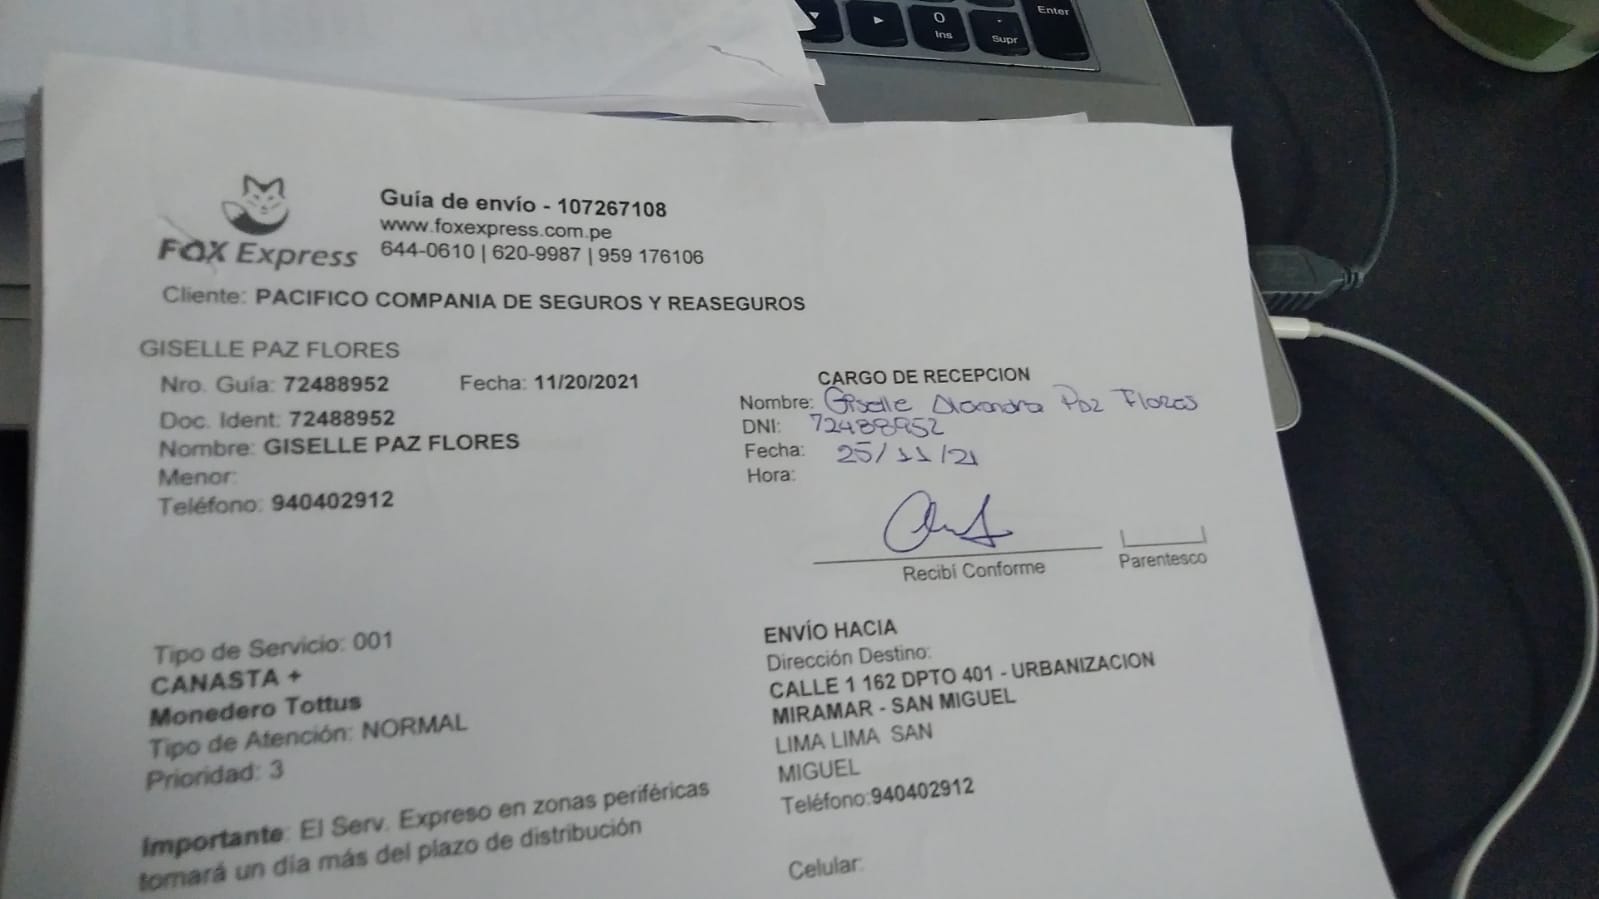 Enter
0
Ins
.
Supr
FOX Express
Guía de envío - 107267108
www.foxexpress.com.pe
644-0610 | 620-9987 | 959 176106
Cliente: PACIFICO COMPANIA DE SEGUROS Y REASEGUROS
GISELLE PAZ FLORES
Nro. Guía: 72488952 Fecha: 11/20/2021
Doc. Ident: 72488952
Nombre: GISELLE PAZ FLORES
Menor:
Teléfono: 940402912
CARGO DE RECEPCION
Nombre: Giselle Alexandra Paz Flores
DNI: 72488952
Fecha: 25/11/21
Hora:
Recibí Conforme
Parentesco
Tipo de Servicio: 001
CANASTA +
Monedero Tottus
Tipo de Atención: NORMAL
Prioridad: 3
Importante: El Serv. Expreso en zonas periféricas
tomará un día más del plazo de distribución
ENVÍO HACIA
Dirección Destino:
CALLE 1 162 DPTO 401 - URBANIZACION
MIRAMAR - SAN MIGUEL
LIMA LIMA SAN
MIGUEL
Teléfono:940402912
Celular: